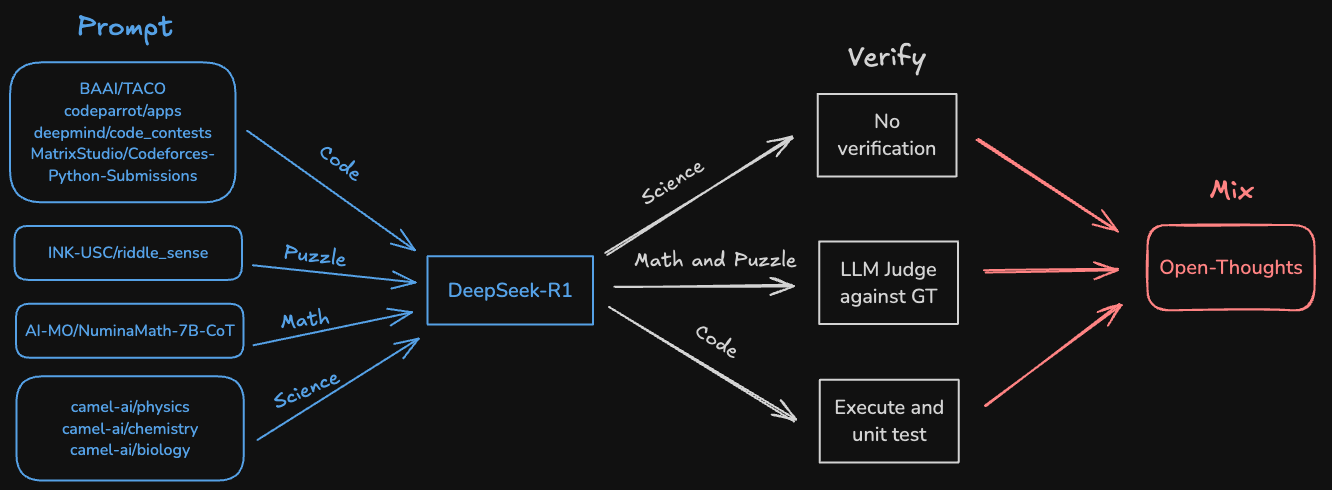 Prompt
BAAI/TACO
codeparrot/apps
deepmind/code_contests
MatrixStudio/Codeforces-
Python-Submissions
Code
INK-USC/riddle_sense
Puzzle
AI-MO/NuminaMath-7B-CoT
Math
camel-ai/physics
camel-ai/chemistry
camel-ai/biology
Science
DeepSeek-R1
Verify
Science
No
verification
Math and Puzzle
LLM Judge
against GT
Code
Execute and
unit test
Mix
Open-Thoughts